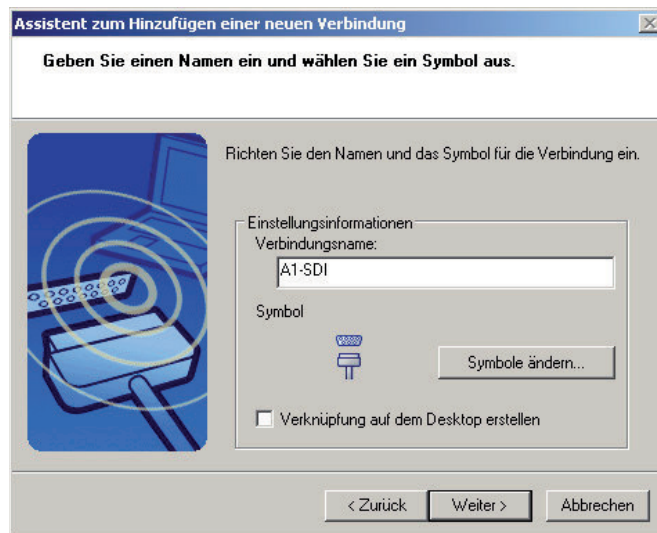 Assistent zum Hinzufügen einer neuen Verbindung
Geben Sie einen Namen ein und wählen Sie ein Symbol aus.
Richten Sie den Namen und das Symbol für die Verbindung ein.
Einstellungsinformationen
Verbindungsname:
A1-SDI
Symbol
Symbole ändern...
Verknüpfung auf dem Desktop erstellen
< Zurück Weiter > Abbrechen